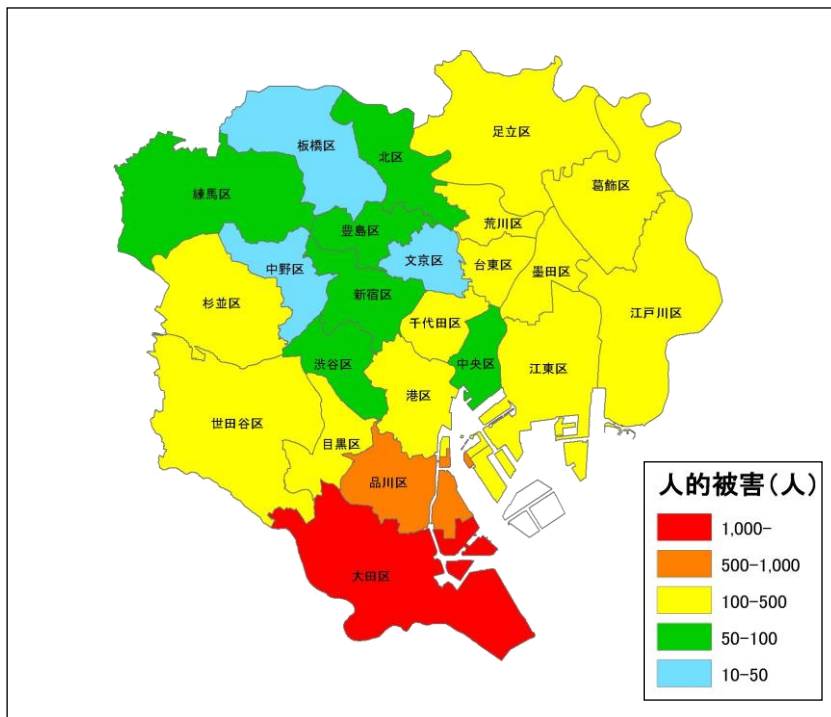 足立区
板橋区
北区
葛飾区
練馬区
荒川区
豊島区
文京区
台東区
墨田区
中野区
新宿区
杉並区
江戸川区
千代田区
渋谷区
中央区
江東区
港区
世田谷区
目黒区
品川区
大田区
人的被害(人)
1,000-
500-1,000
100-500
50-100
10-50